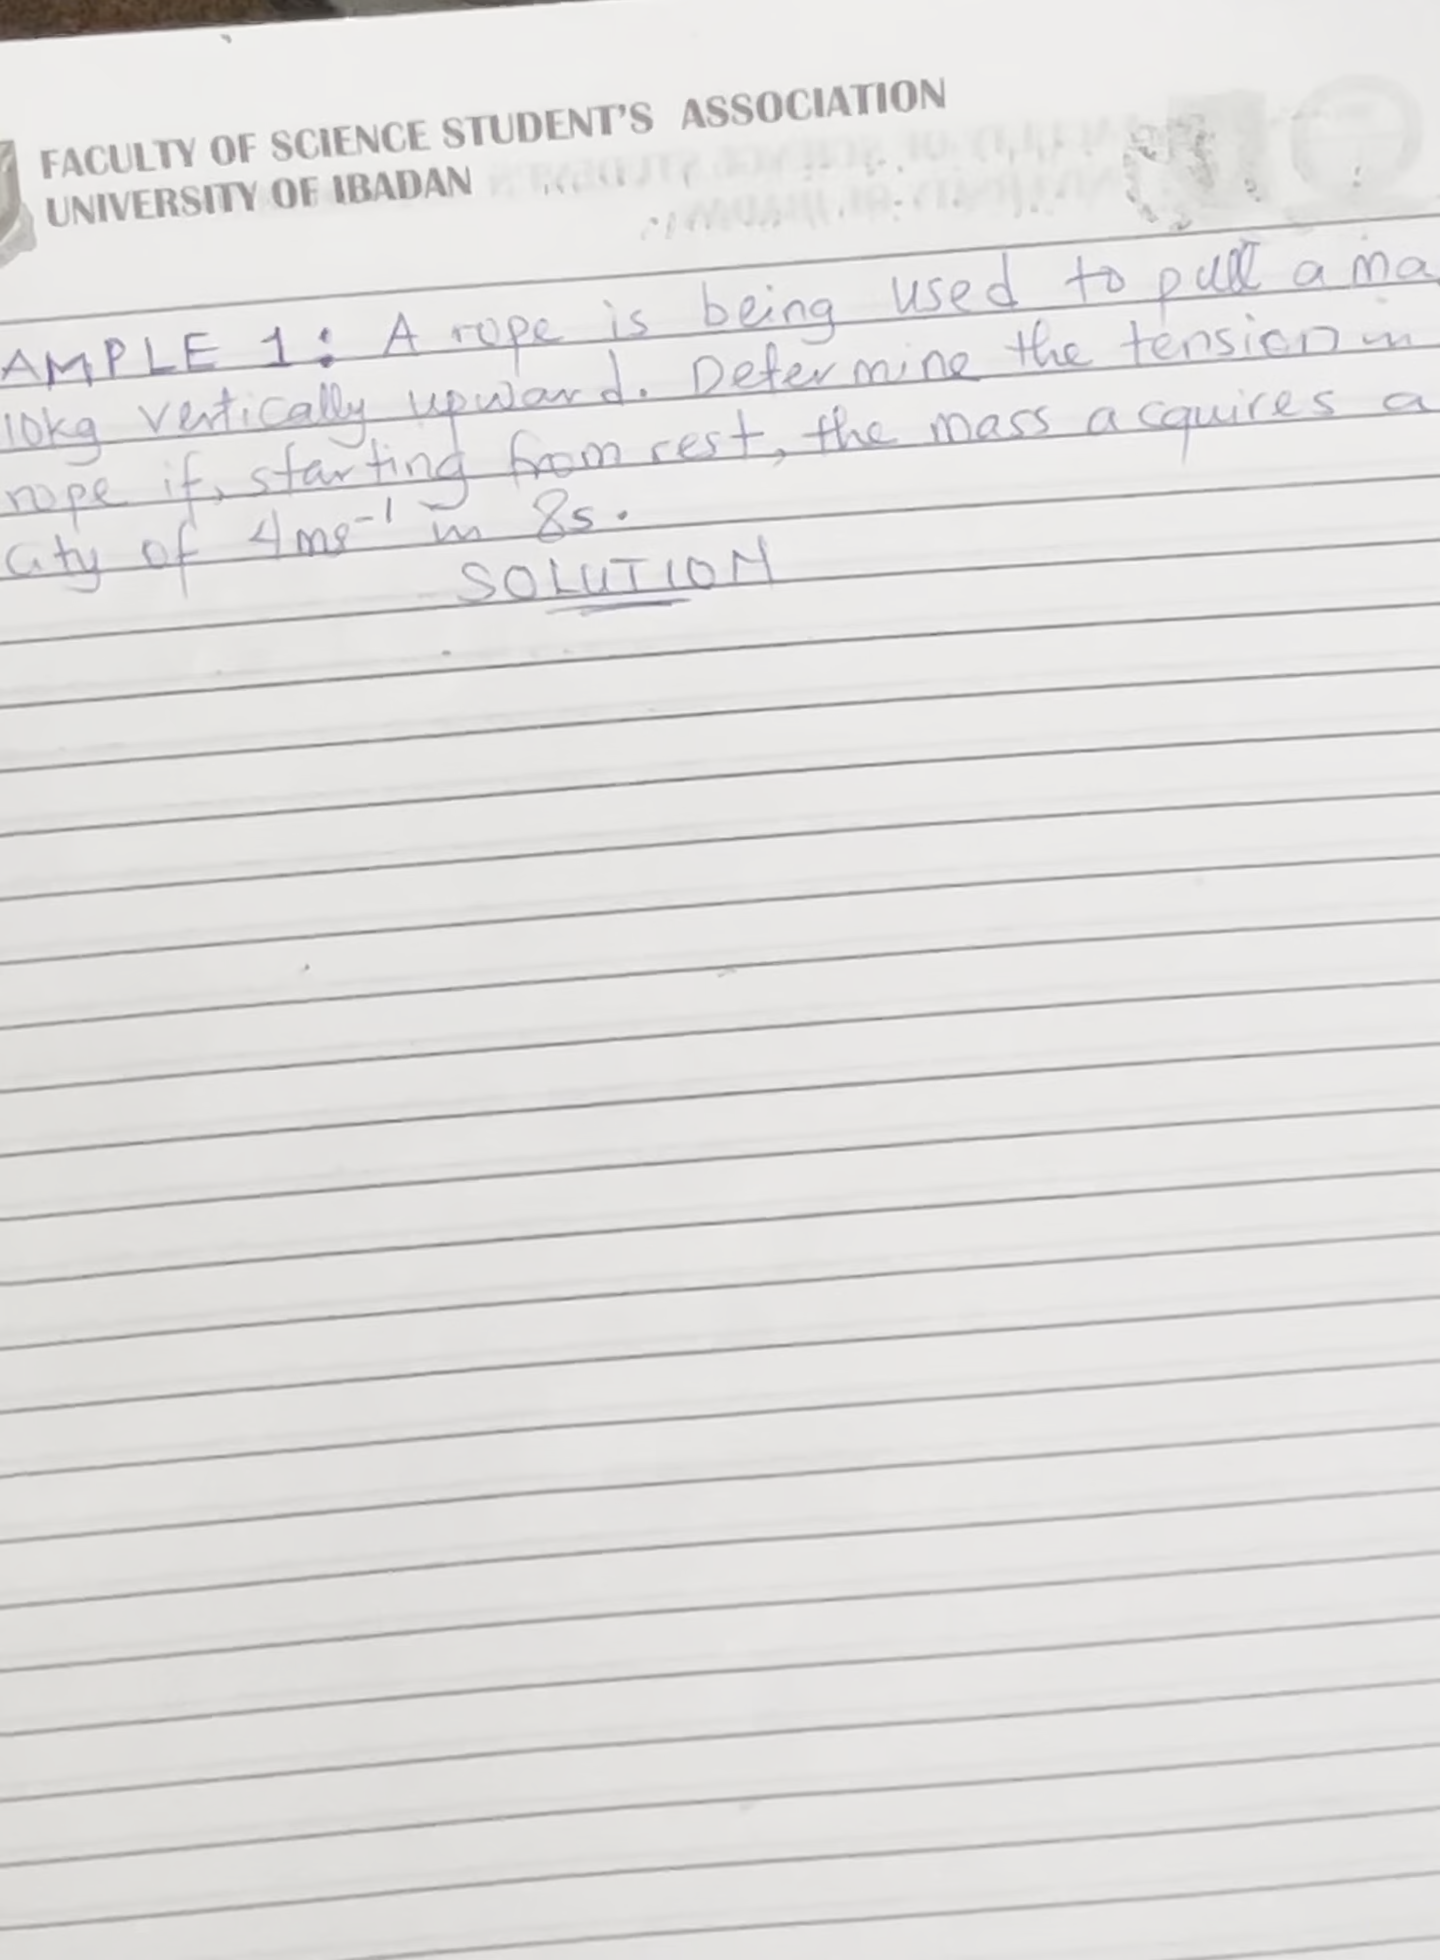 FACULTY OF SCIENCE STUDENT'S ASSOCIATION
UNIVERSITY OF IBADAN
AMPLE 1: A rope is being used to pull a ma
10kg vertically upward. Determine the tension in
rope if, starting from rest, the mass acquires a
city of 4ms⁻¹ in 8s.
SOLUTION